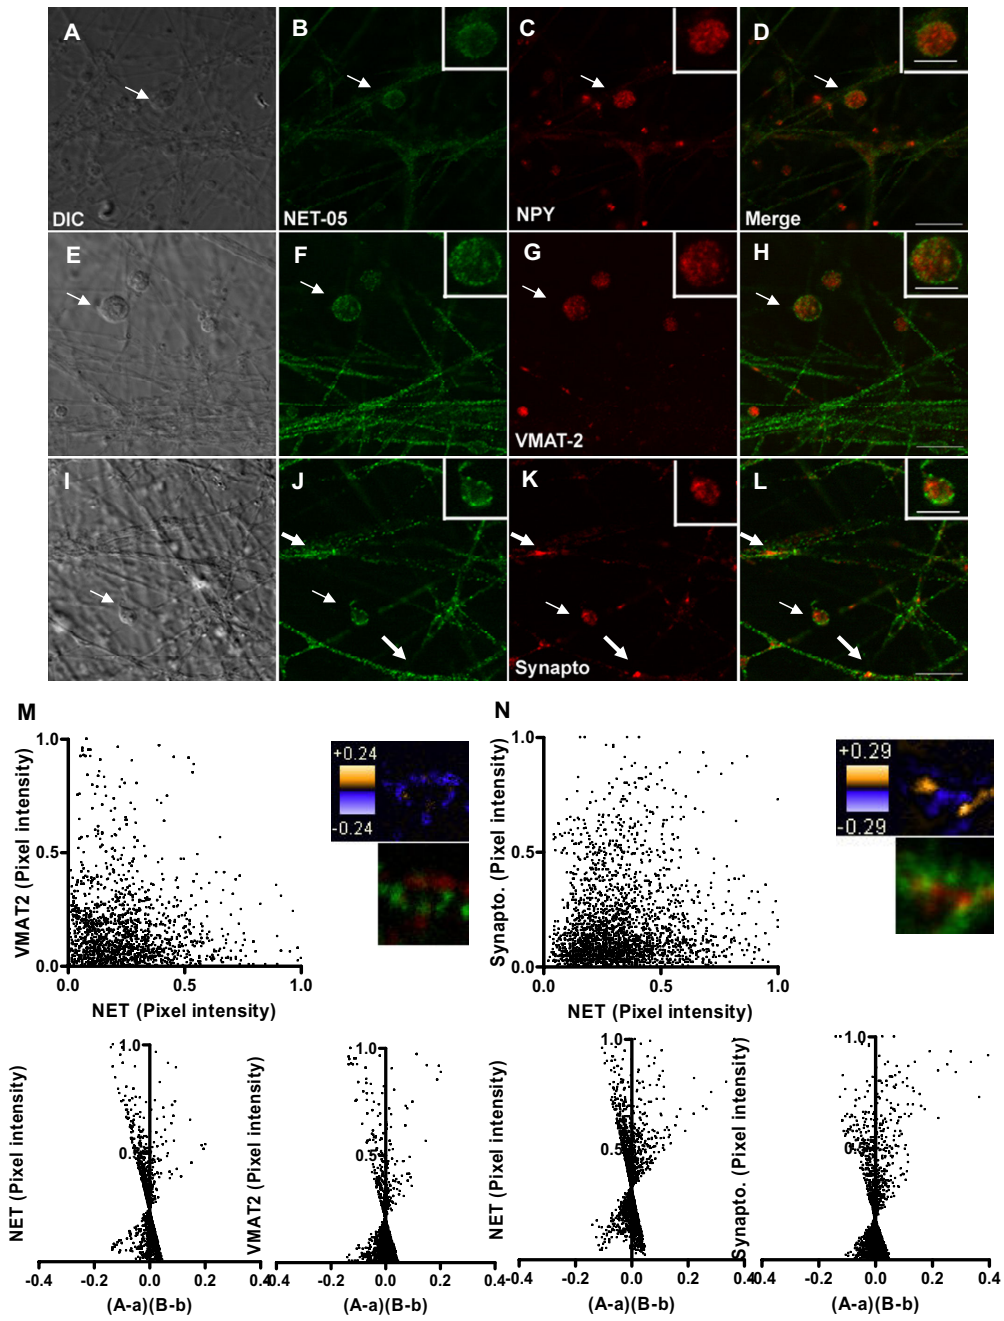 A
B
C
D
DIC
NET-05
NPY
Merge
E
F
G
H
VMAT-2
I
J
K
L
Synapto
M
N
VMAT2 (Pixel intensity)
1.0
0.5
0.0
0.0
0.5
1.0
NET (Pixel intensity)
+0.24
-0.24
Synapto. (Pixel intensity)
1.0
0.5
0.0
0.0
0.5
1.0
NET (Pixel intensity)
+0.29
-0.29
NET (Pixel intensity)
1.0
0.5
-0.4
-0.2
0.0
0.2
0.4
(A-a)(B-b)
VMAT2 (Pixel intensity)
1.0
0.5
-0.4
-0.2
0.0
0.2
0.4
(A-a)(B-b)
NET (Pixel intensity)
1.0
0.5
-0.4
-0.2
0.0
0.2
0.4
(A-a)(B-b)
Synapto. (Pixel intensity)
1.0
0.5
-0.4
-0.2
0.0
0.2
0.4
(A-a)(B-b)